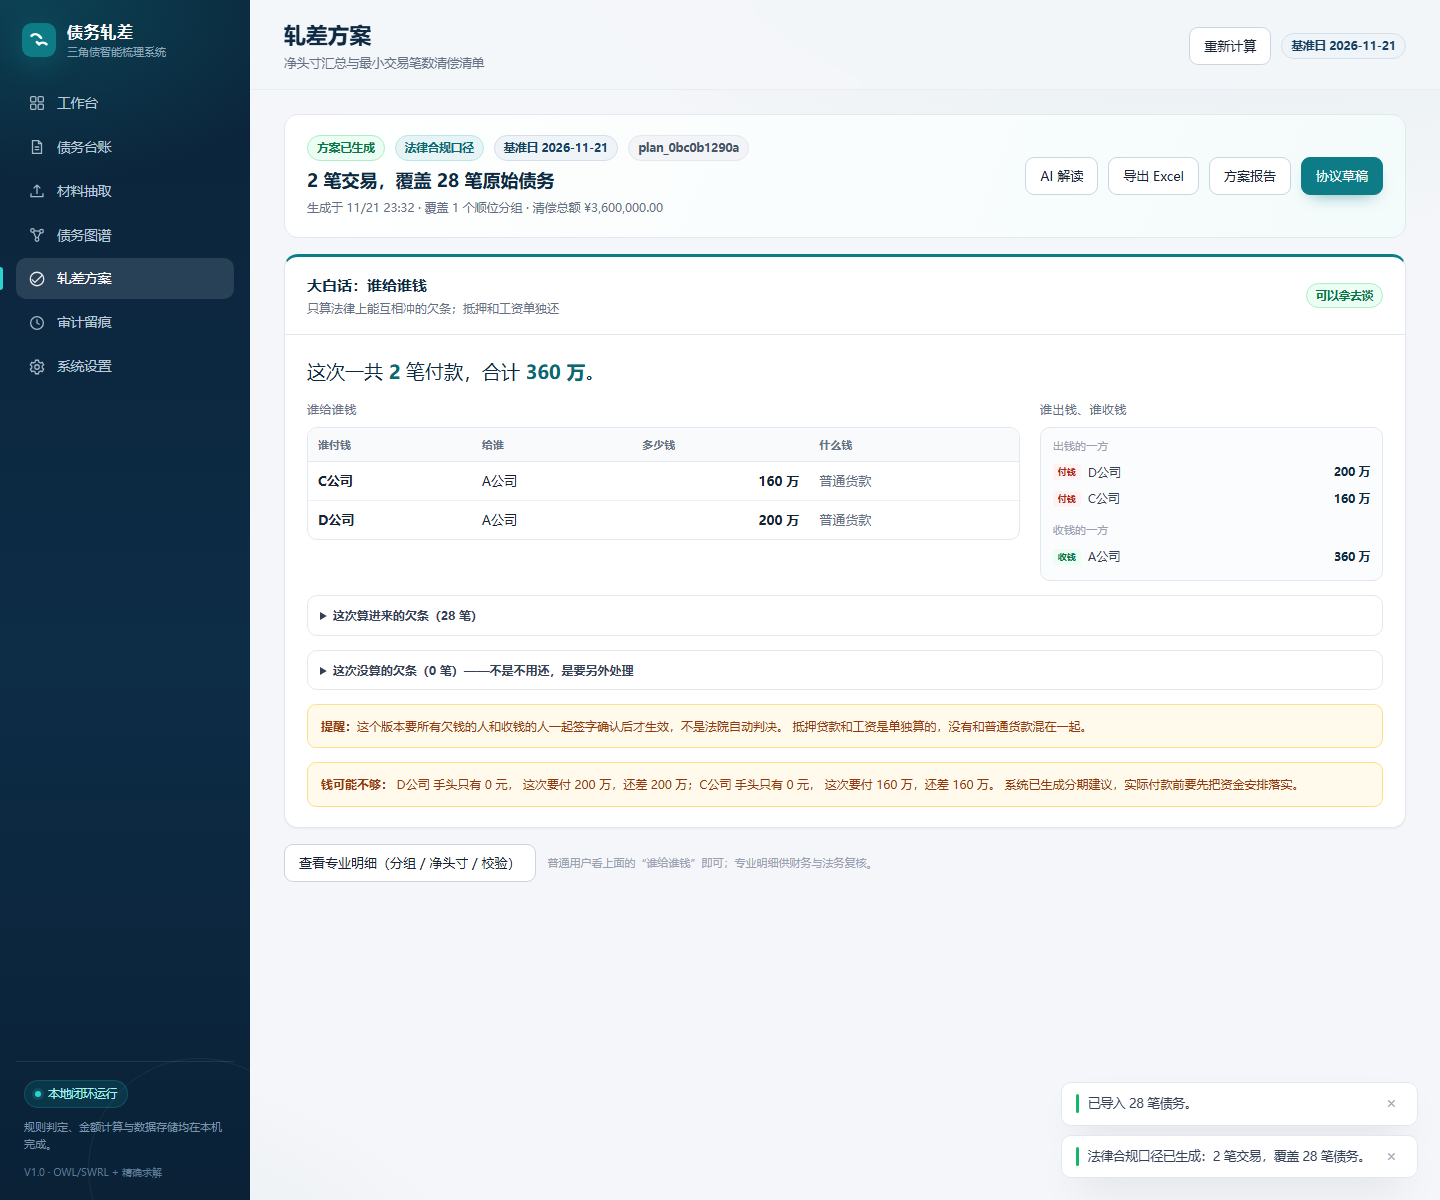 债务轧差
三角债智能梳理系统
工作台
债务台账
材料抽取
债务图谱
轧差方案
审计留痕
系统设置
本地闭环运行
规则判定、金额计算与数据存储均在本机
完成。
V1.0 · OWL/SWRL + 精确求解
轧差方案
净头寸汇总与最小交易笔数清偿清单
重新计算
基准日 2026-11-21
方案已生成
法律合规口径
基准日 2026-11-21
plan_0bc0b1290a
2 笔交易，覆盖 28 笔原始债务
生成于 11/21 23:32 · 覆盖 1 个顺位分组 · 清偿总额 ¥3,600,000.00
AI 解读
导出 Excel
方案报告
协议草稿
大白话：谁给谁钱
只算法律上能互相冲的欠条；抵押和工资单独还
可以拿去谈
这次一共 2 笔付款，合计 360 万。
谁给谁钱
谁付钱 给谁 多少钱 什么钱
C公司 A公司 160 万 普通货款
D公司 A公司 200 万 普通货款
谁出钱、谁收钱
出钱的一方
付钱 D公司 200 万
付钱 C公司 160 万
收钱的一方
收钱 A公司 360 万
▶ 这次算进来的欠条（28 笔）
▶ 这次没算的欠条（0 笔）——不是不用还，是要另外处理
提醒：这个版本要所有欠钱的人和收钱的人一起签字确认后才生效，不是法院自动判决。 抵押贷款和工资是单独算的，没有和普通货款混在一起。
钱可能不够： D公司 手头只有 0 元， 这次要付 200 万，还差 200 万；C公司 手头只有 0 元， 这次要付 160 万，还差 160 万。 系统已生成分期建议，实际付款前要先把资金安排落实。
查看专业明细（分组 / 净头寸 / 校验）
普通用户看上面的“谁给谁钱”即可；专业明细供财务与法务复核。
已导入 28 笔债务。 ×
法律合规口径已生成：2 笔交易，覆盖 28 笔债务。 ×